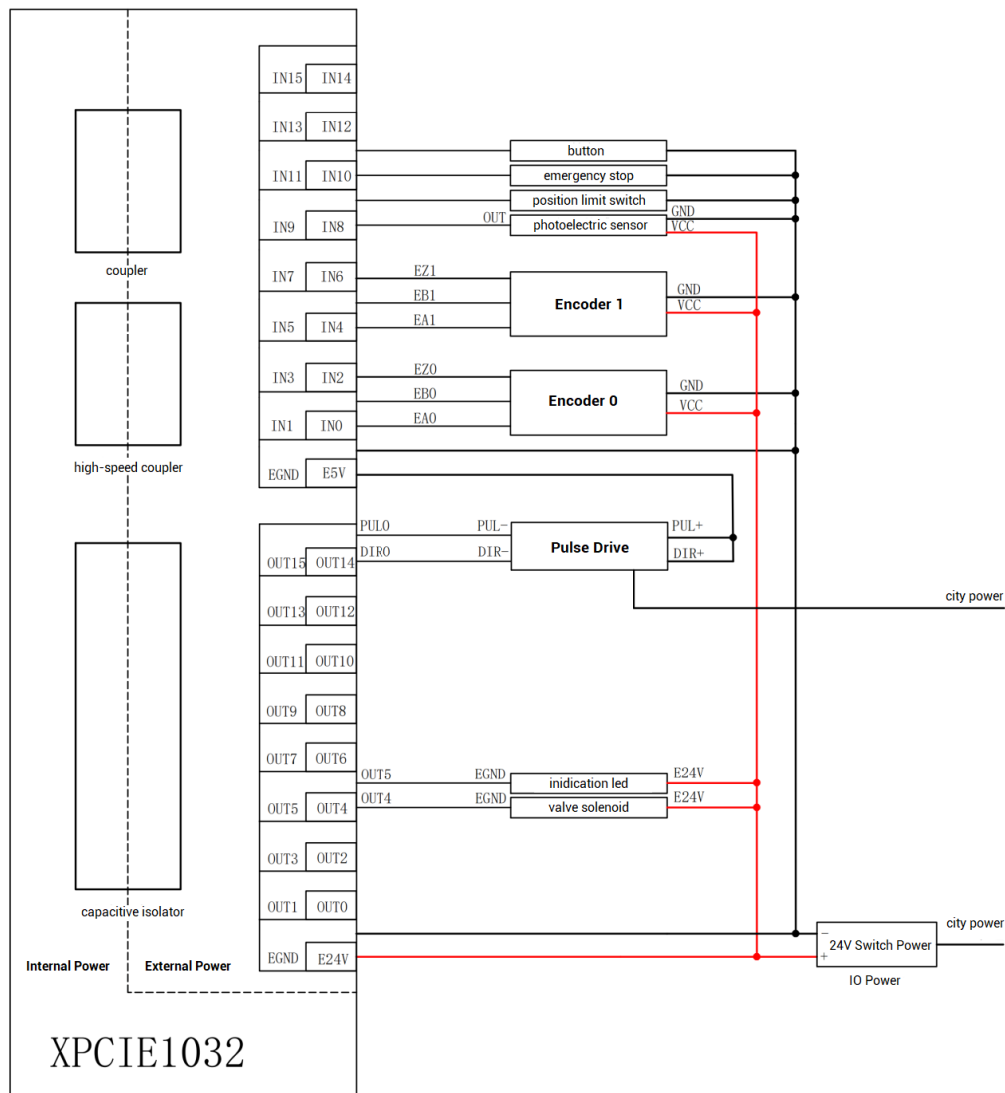 IN15 IN14
IN13 IN12
button
IN11 IN10 emergency stop
position limit switch
IN9 IN8 OUT photoelectric sensor GND
VCC
coupler
IN7 IN6 EZ1
EB1 Encoder 1 GND
VCC
IN5 IN4 EA1
IN3 IN2 EZ0
EB0 Encoder 0 GND
VCC
IN1 IN0 EA0
high-speed coupler
EGND E5V
PUL0 PUL- Pulse Drive PUL+
DIR0 DIR- DIR+
OUT15 OUT14
city power
OUT13 OUT12
OUT11 OUT10
OUT9 OUT8
OUT7 OUT6
OUT5 EGND inidication led E24V
OUT4 EGND valve solenoid E24V
OUT5 OUT4
OUT3 OUT2
OUT1 OUT0
capacitive isolator
city power
- 24V Switch Power
+
EGND E24V
Internal Power External Power
IO Power
XPCIE1032